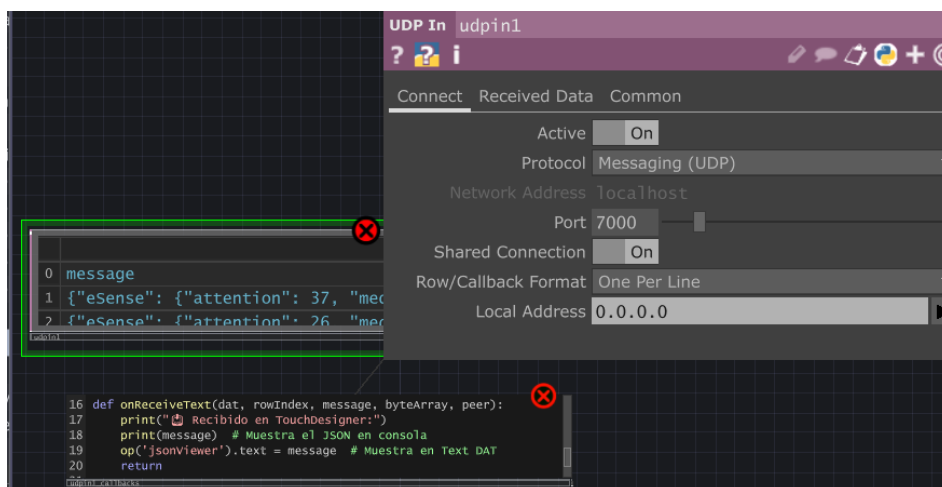 UDP In udpin1
? ? i
Connect Received Data Common
Active On
Protocol Messaging (UDP)
Network Address localhost
Port 7000
Shared Connection On
Row/Callback Format One Per Line
Local Address 0.0.0.0
0 message
1 {"eSense": {"attention": 37, "med
2 {"eSense": {"attention": 26, "med
udpin1
16 def onReceiveText(dat, rowIndex, message, byteArray, peer):
17 print("📩 Recibido en TouchDesigner:")
18 print(message) # Muestra el JSON en consola
19 op('jsonViewer').text = message # Muestra en Text DAT
20 return
udpin1_callbacks